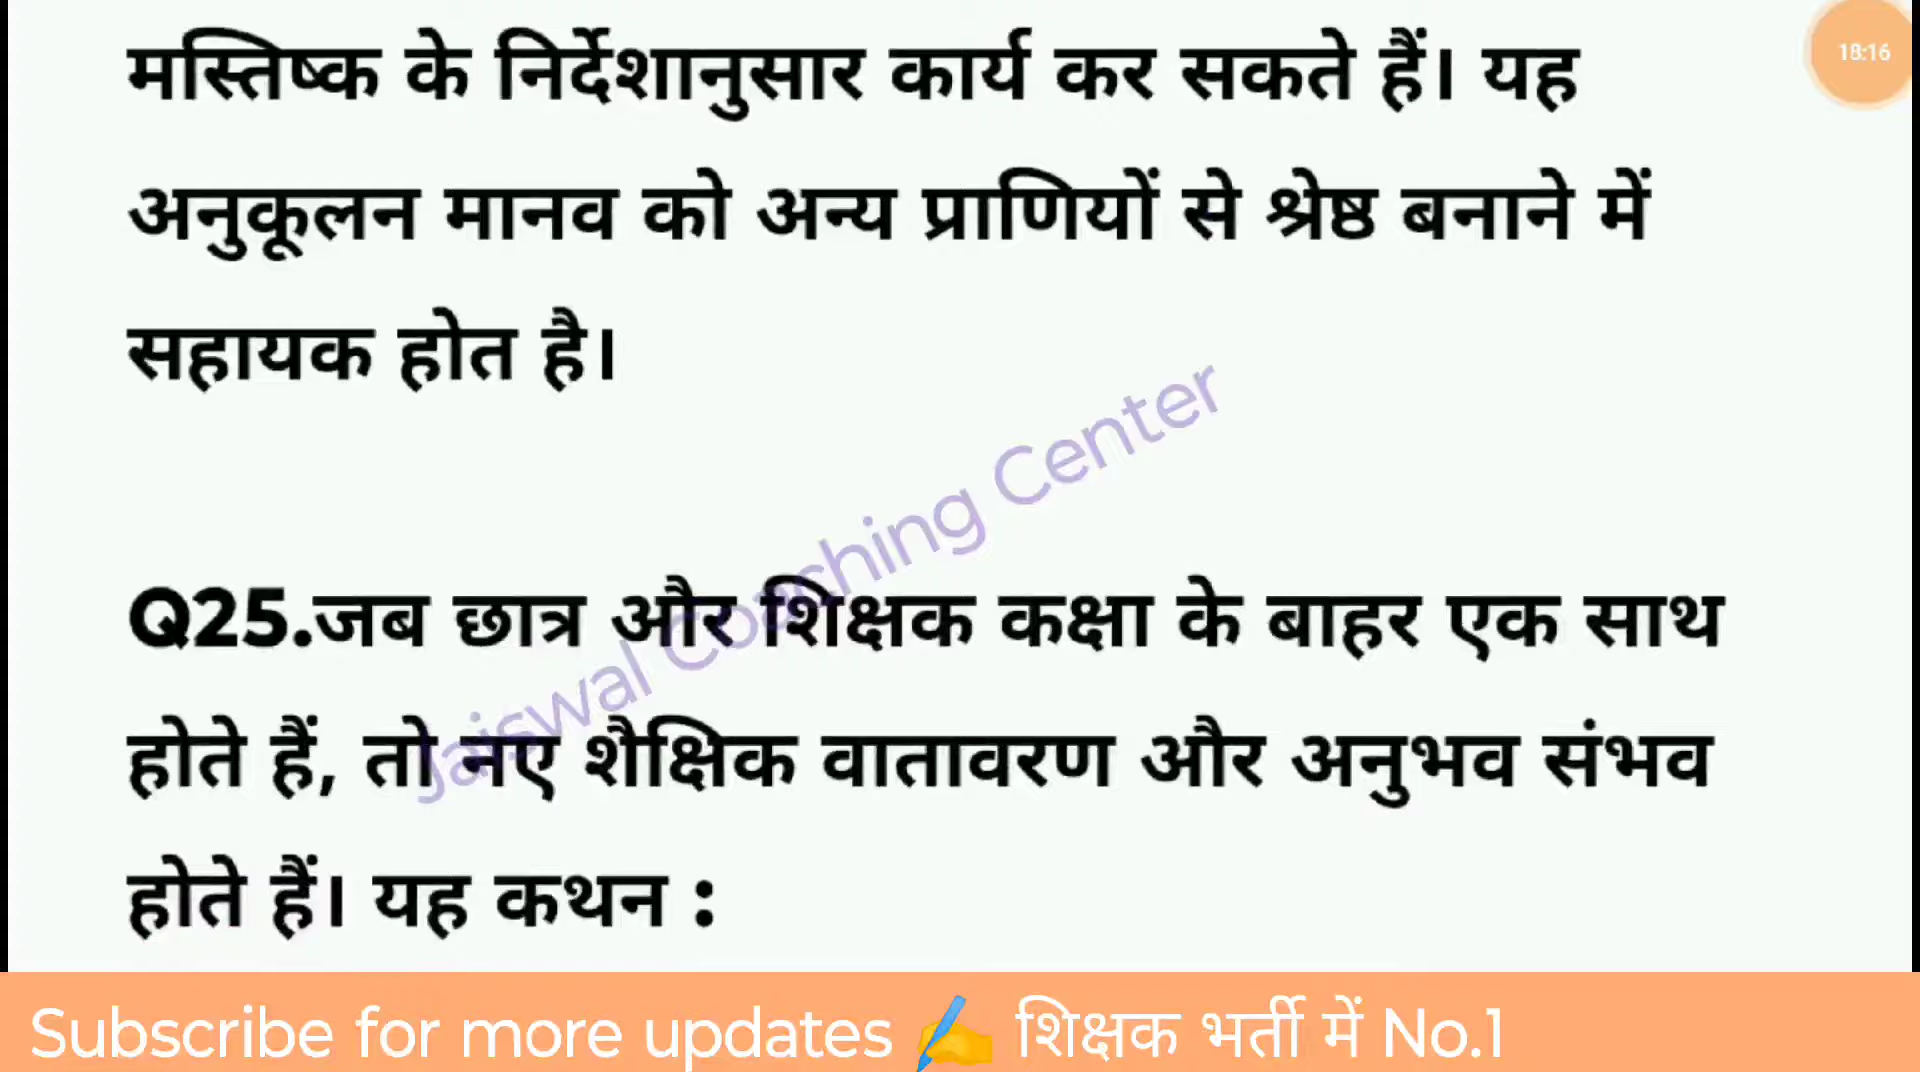 मस्तिष्क के निर्देशानुसार कार्य कर सकते हैं। यह
18:16
अनुकूलन मानव को अन्य प्राणियों से श्रेष्ठ बनाने में
सहायक होत है।
Jaiswal Coaching Center
Q25.जब छात्र और शिक्षक कक्षा के बाहर एक साथ
होते हैं, तो नए शैक्षिक वातावरण और अनुभव संभव
होते हैं। यह कथन :
Subscribe for more updates ✍️ शिक्षक भर्ती में No.1